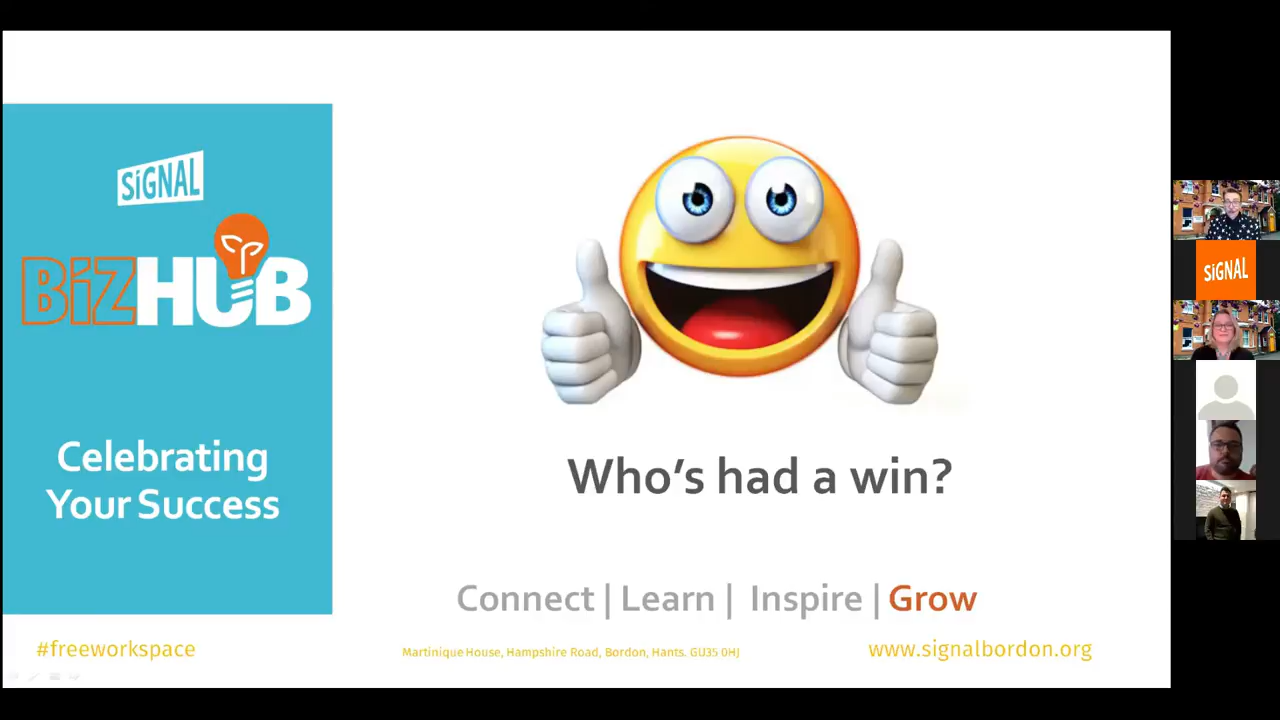 SiGNAL
BiZHUB
Celebrating
Your Success
Who's had a win?
Connect | Learn | Inspire | Grow
#freeworkspace
Martinique House, Hampshire Road, Bordon, Hants. GU35 0HJ
www.signalbordon.org
SiGNAL